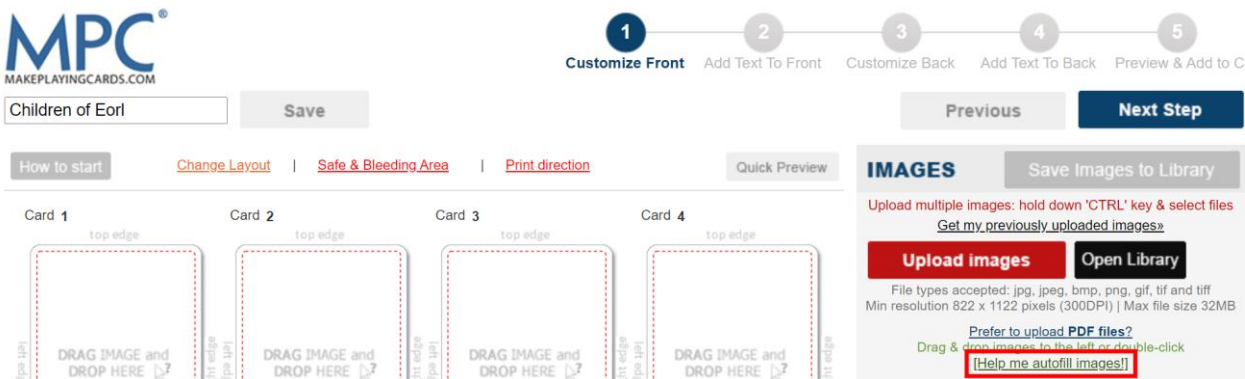 MPC®
MAKEPLAYINGCARDS.COM
1 2 3 4 5
Customize Front Add Text To Front Customize Back Add Text To Back Preview & Add to C
Children of Eorl Save Previous Next Step
How to start Change Layout | Safe & Bleeding Area | Print direction Quick Preview
IMAGES Save Images to Library
Upload multiple images: hold down 'CTRL' key & select files
Get my previously uploaded images»
Upload images Open Library
File types accepted: jpg, jpeg, bmp, png, gif, tif and tiff
Min resolution 822 x 1122 pixels (300DPI) | Max file size 32MB
Prefer to upload PDF files?
Drag & drop images to the left or double-click
[Help me autofill images!]
Card 1 Card 2 Card 3 Card 4
top edge top edge top edge top edge
DRAG IMAGE and DRAG IMAGE and DRAG IMAGE and DRAG IMAGE and
DROP HERE ? DROP HERE ? DROP HERE ? DROP HERE ?